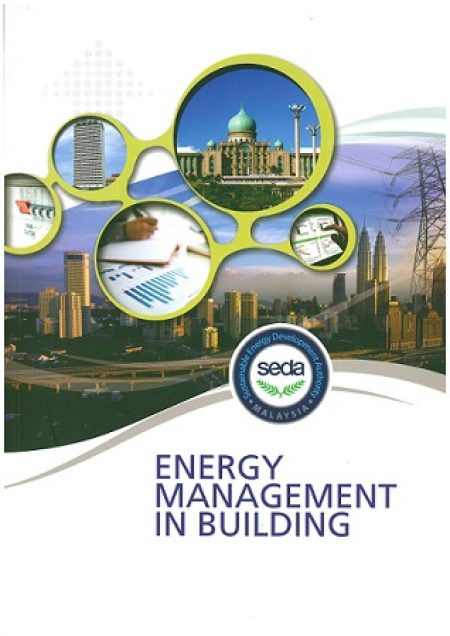 Sustainable Energy Development Authority
seda
• MALAYSIA •
ENERGY
MANAGEMENT
IN BUILDING